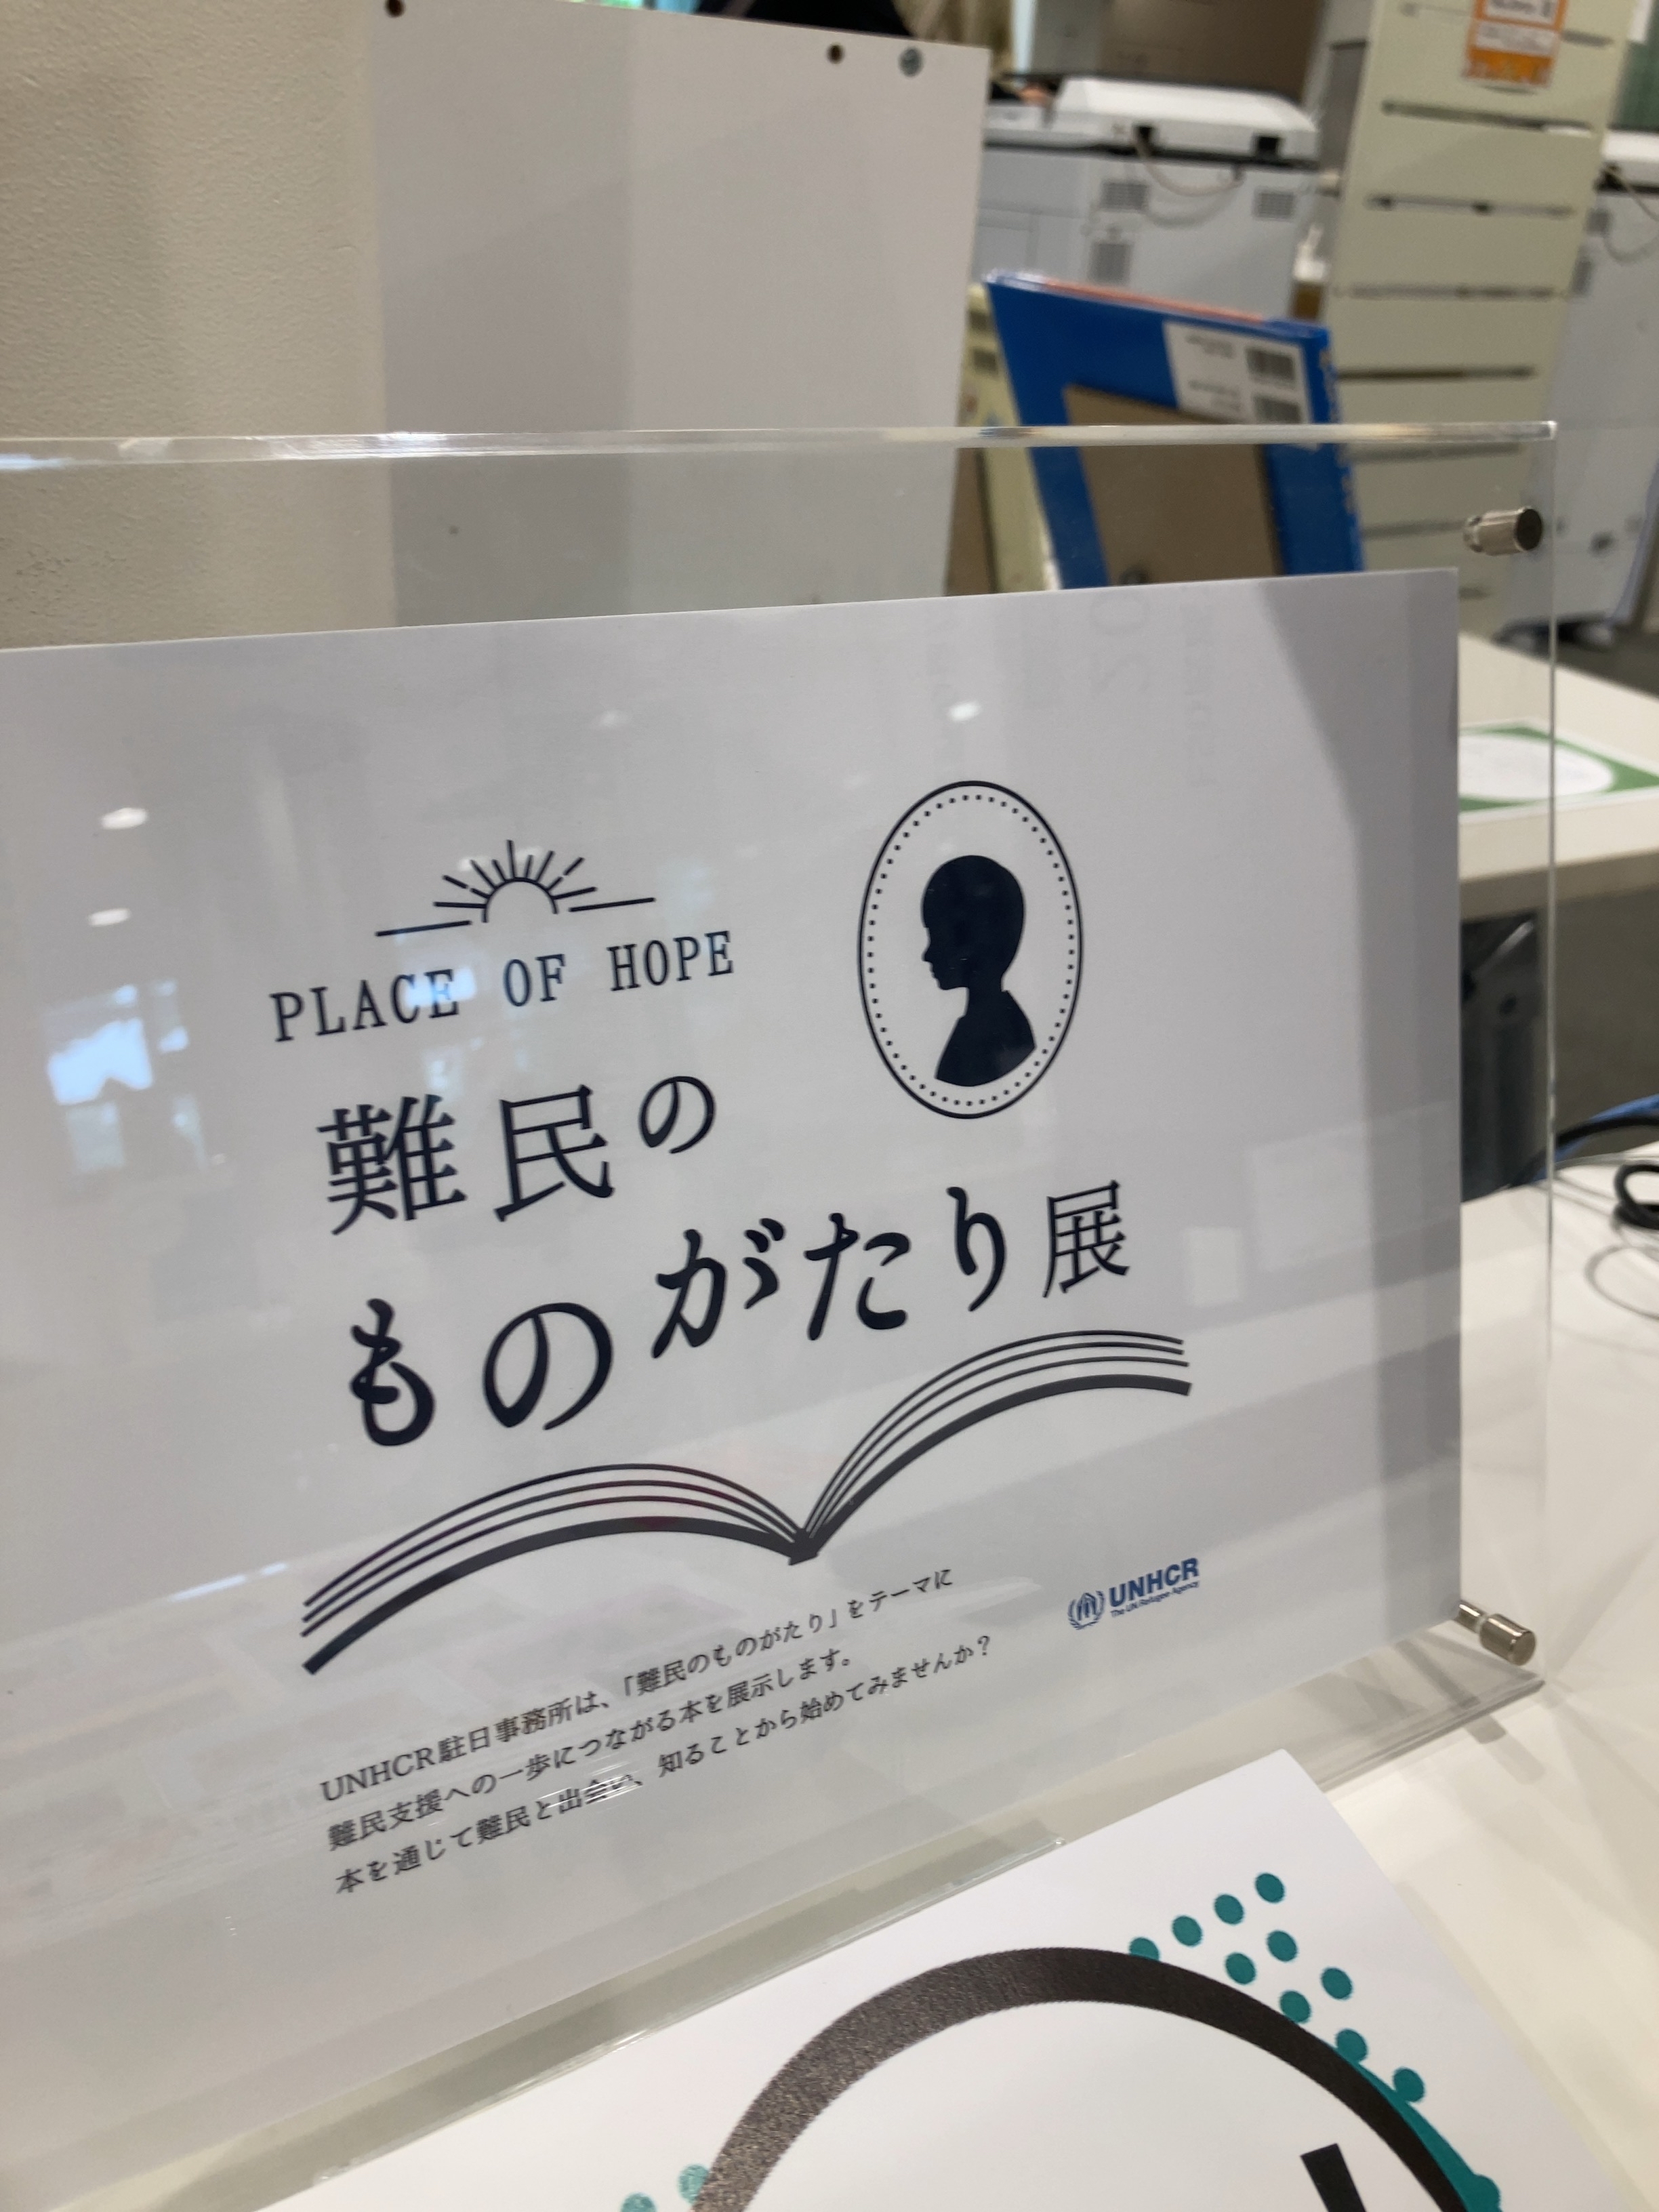 PLACE OF HOPE
難民の
ものがたり展
UNHCR駐日事務所は、「難民のものがたり」をテーマに
難民支援への一歩につながる本を展示します。
本を通じて難民と出会い、知ることから始めてみませんか？
UNHCR
The UN Refugee Agency